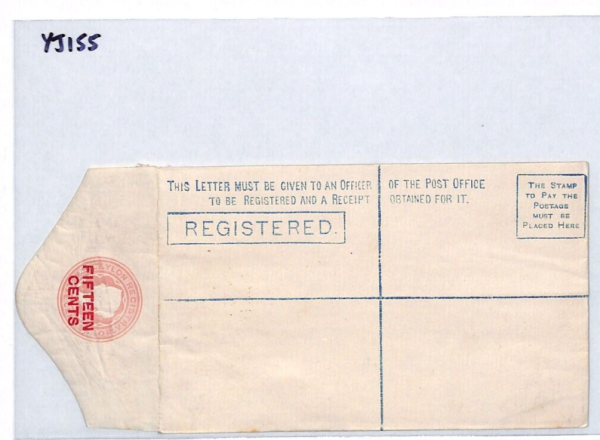 YJ155
THIS LETTER MUST BE GIVEN TO AN OFFICER OF THE POST OFFICE
TO BE REGISTERED AND A RECEIPT OBTAINED FOR IT.
REGISTERED.
THE STAMP
TO PAY THE
POSTAGE
MUST BE
PLACED HERE
FIFTEEN
CENTS